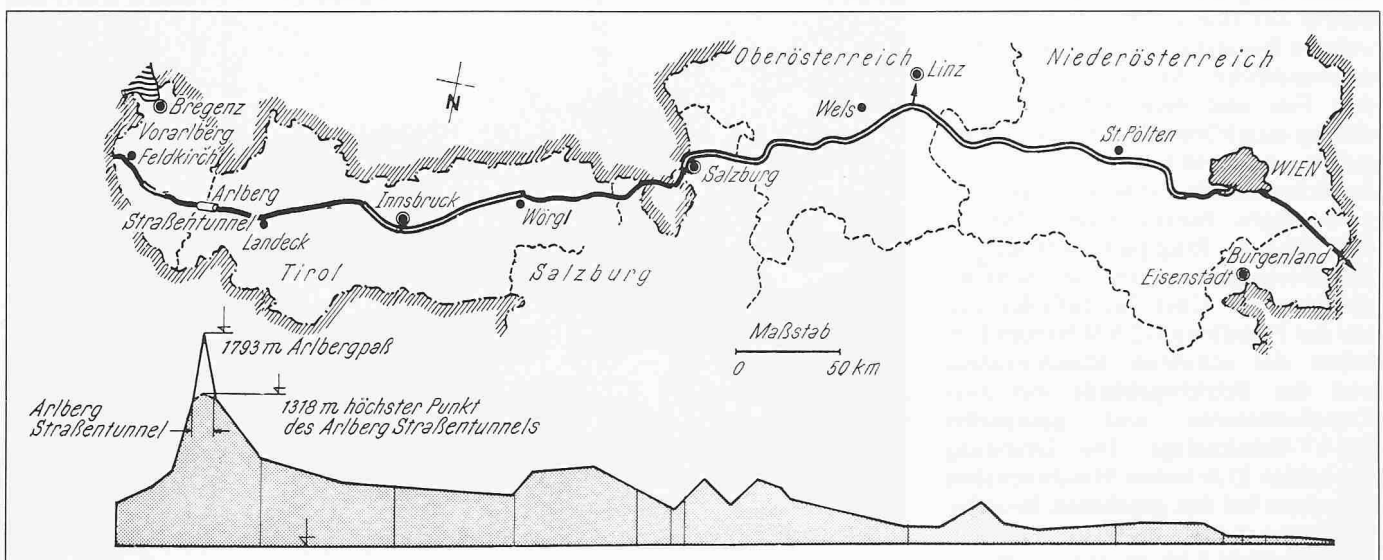 Oberösterreich
Niederösterreich
Linz
N
Bregenz
Wels
Vorarlberg
St. Pölten
Feldkirch
WIEN
Salzburg
Arlberg
Straßentunnel
Innsbruck
Wörgl
Landeck
Burgenland
Tirol
Salzburg
Eisenstadt
Maßstab
0 50 km
1793 m Arlbergpaß
Arlberg
Straßentunnel
1318 m höchster Punkt
des Arlberg Straßentunnels